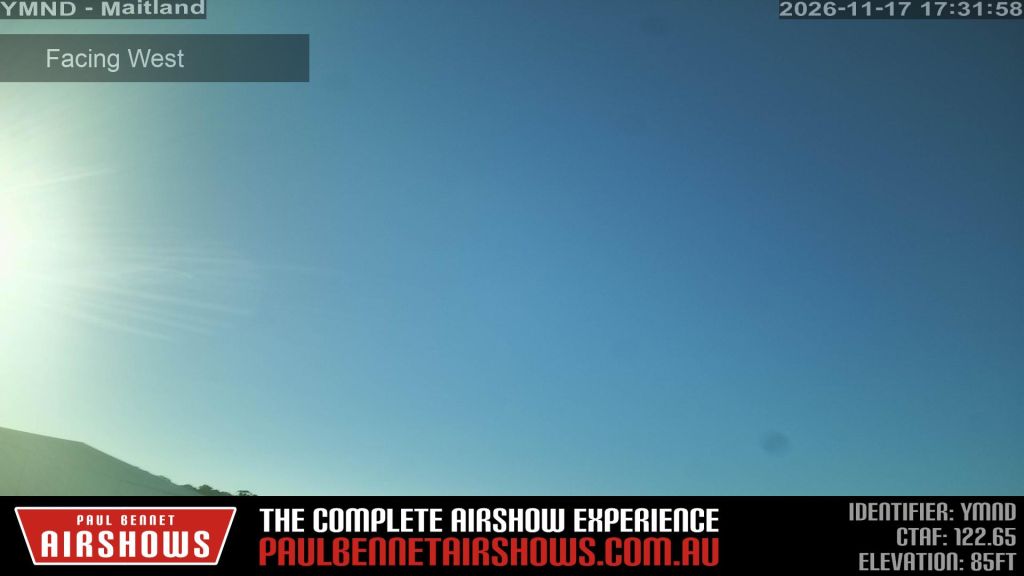 YMND - Maitland
2026-11-17 17:31:58
Facing West
PAUL BENNET
AIRSHOWS
THE COMPLETE AIRSHOW EXPERIENCE
PAULBENNETAIRSHOWS.COM.AU
IDENTIFIER: YMND
CTAF: 122.65
ELEVATION: 85FT